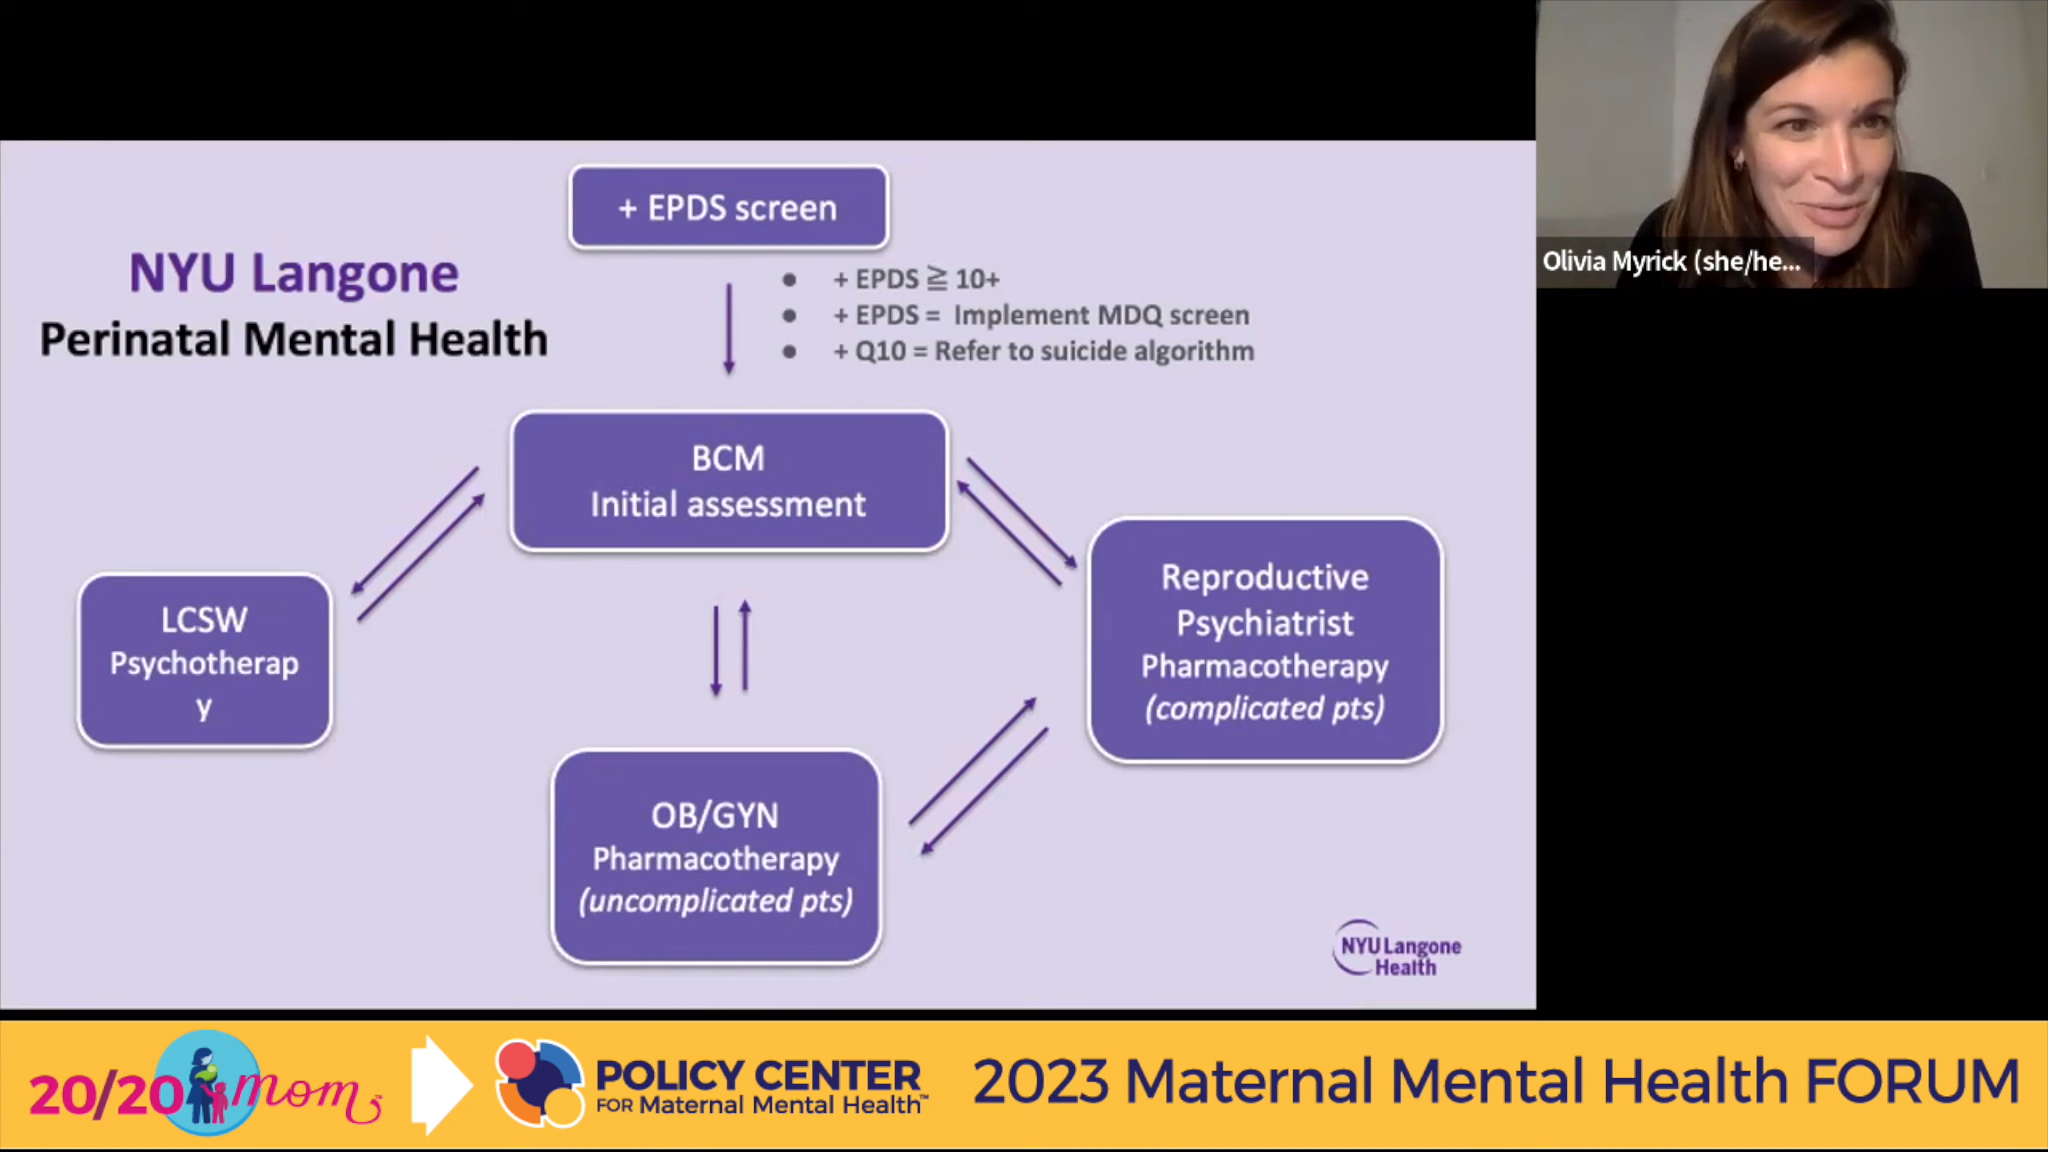 + EPDS screen
NYU Langone
Perinatal Mental Health
● + EPDS ≧ 10+
● + EPDS = Implement MDQ screen
● + Q10 = Refer to suicide algorithm
BCM
Initial assessment
LCSW
Psychotherap
y
Reproductive
Psychiatrist
Pharmacotherapy
(complicated pts)
OB/GYN
Pharmacotherapy
(uncomplicated pts)
NYU Langone
Health
Olivia Myrick (she/he...
20/20 mom
POLICY CENTER
FOR Maternal Mental Health™
2023 Maternal Mental Health FORUM